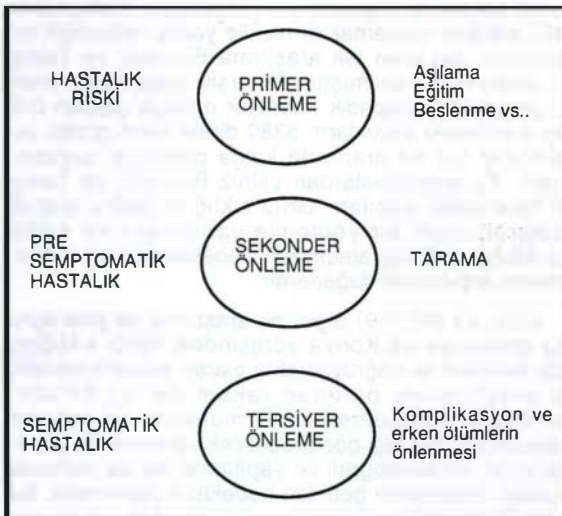 HASTALIK
RİSKİ
PRİMER
ÖNLEME
Aşılama
Eğitim
Beslenme vs..
PRE
SEMPTOMATİK
HASTALIK
SEKONDER
ÖNLEME
TARAMA
SEMPTOMATİK
HASTALIK
TERSİYER
ÖNLEME
Komplikasyon ve
erken ölümlerin
önlenmesi